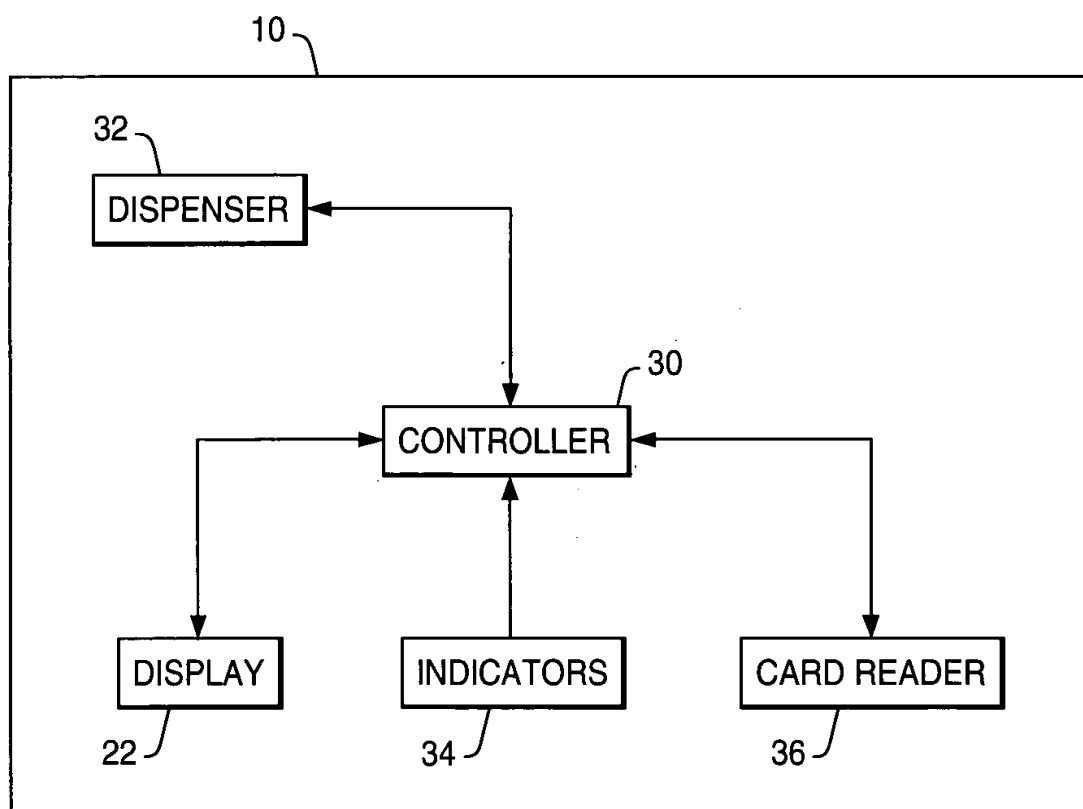 10
32
DISPENSER
30
CONTROLLER
DISPLAY
INDICATORS
CARD READER
22
34
36